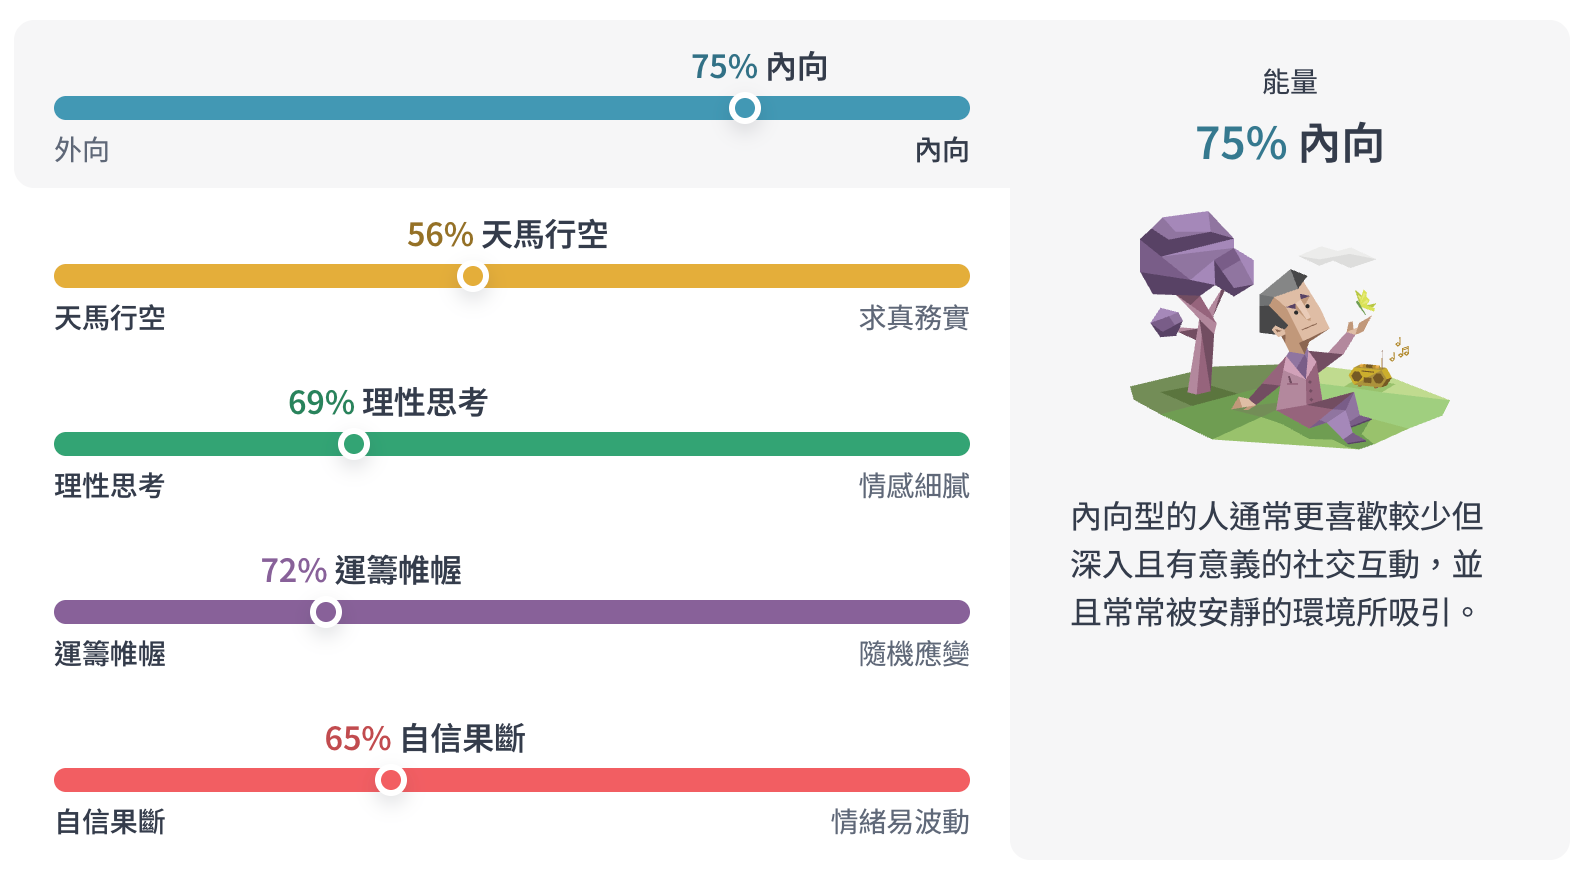 75% 內向
外向
內向
56% 天馬行空
天馬行空
求真務實
69% 理性思考
理性思考
情感細膩
72% 運籌帷幄
運籌帷幄
隨機應變
65% 自信果斷
自信果斷
情緒易波動
能量
75% 內向
內向型的人通常更喜歡較少但
深入且有意義的社交互動，並
且常常被安靜的環境所吸引。